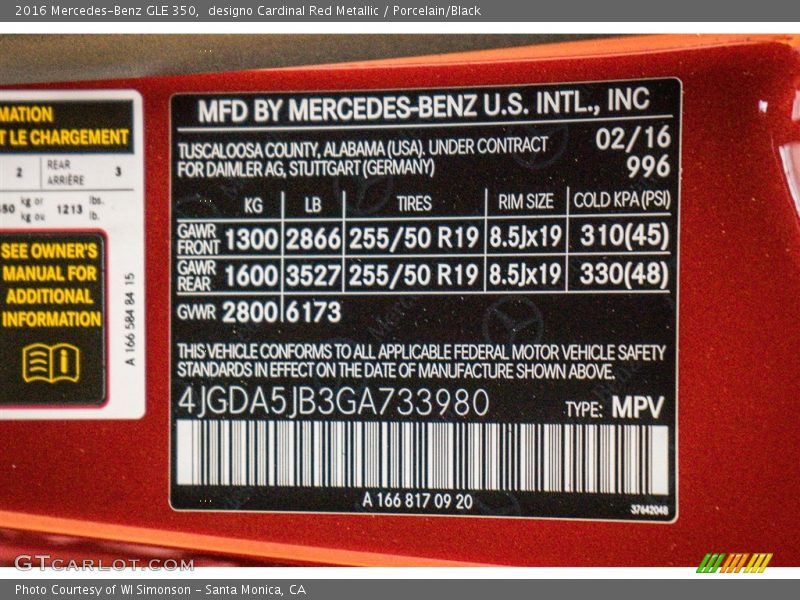 2016 Mercedes-Benz GLE 350, designo Cardinal Red Metallic / Porcelain/Black
MATION
T LE CHARGEMENT
2 REAR ARRIÈRE 3
kg or kg ou 1213 lbs. lb.
SEE OWNER'S
MANUAL FOR
ADDITIONAL
INFORMATION
A 166 584 84 15
MFD BY MERCEDES-BENZ U.S. INTL., INC
TUSCALOOSA COUNTY, ALABAMA (USA). UNDER CONTRACT 02/16
FOR DAIMLER AG, STUTTGART (GERMANY) 996
KG LB TIRES RIM SIZE COLD KPA(PSI)
GAWR FRONT 1300 2866 255/50 R19 8.5Jx19 310(45)
GAWR REAR 1600 3527 255/50 R19 8.5Jx19 330(48)
GWR 2800 6173
THIS VEHICLE CONFORMS TO ALL APPLICABLE FEDERAL MOTOR VEHICLE SAFETY
STANDARDS IN EFFECT ON THE DATE OF MANUFACTURE SHOWN ABOVE.
4JGDA5JB3GA733980 TYPE: MPV
A 166 817 09 20
37642048
GTCARLOT.COM
Photo Courtesy of WI Simonson - Santa Monica, CA